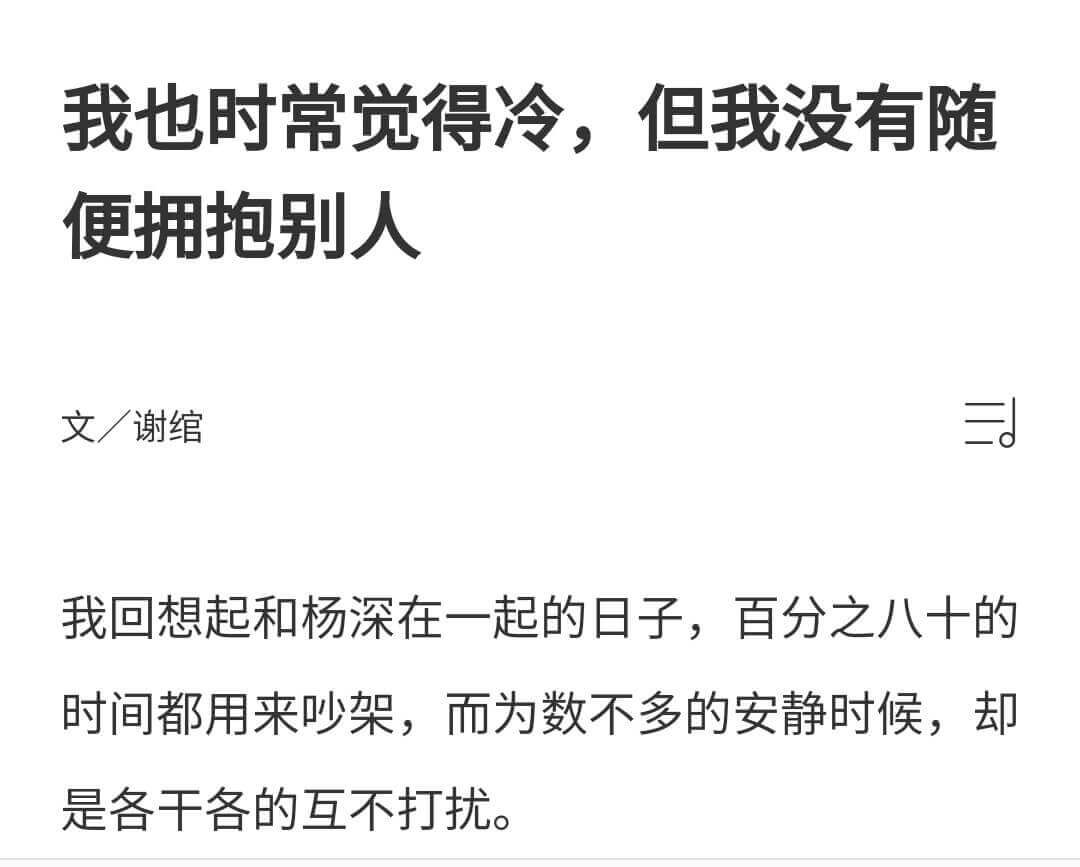 我也时常觉得冷，但我没有随
便拥抱别人
文／谢绾
我回想起和杨深在一起的日子，百分之八十的
时间都用来吵架，而为数不多的安静时候，却
是各干各的互不打扰。